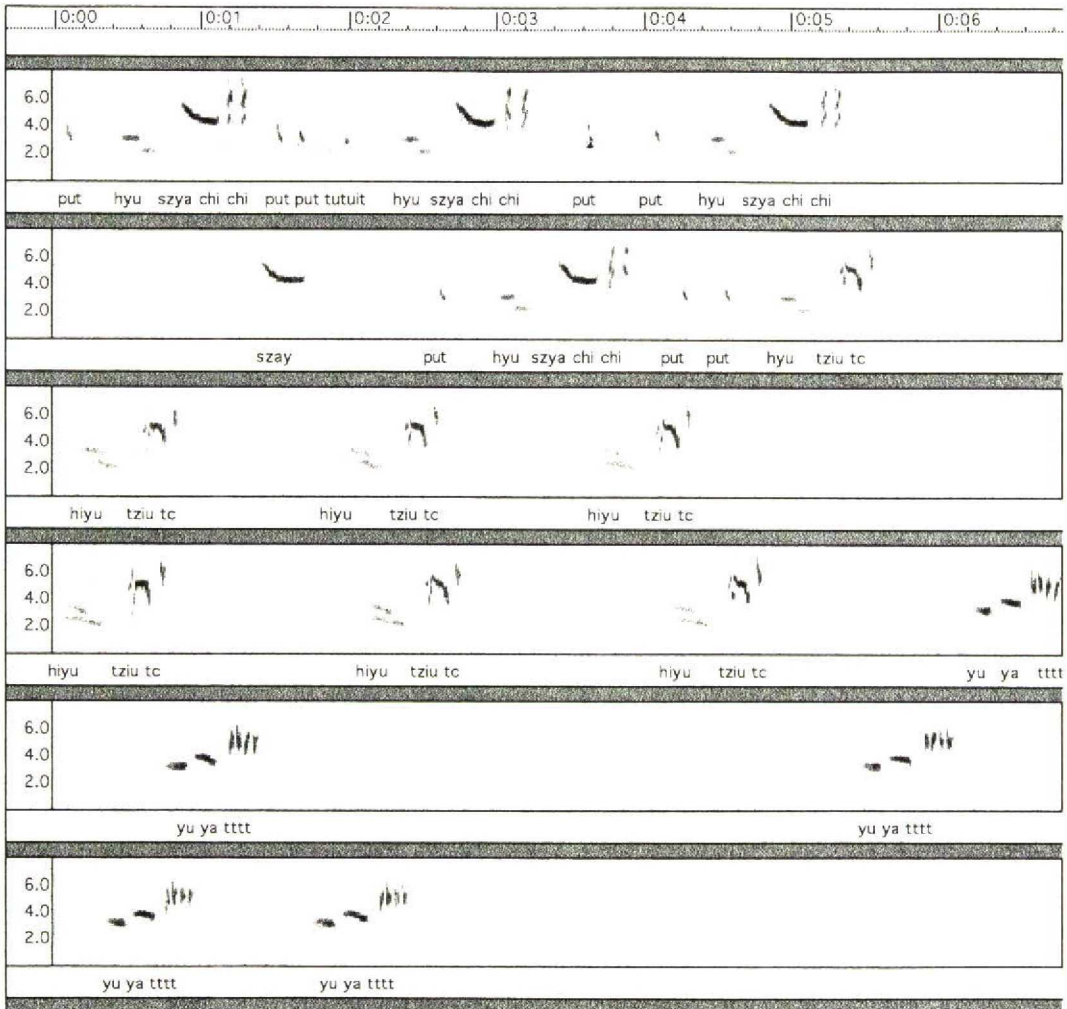 0:00 0:01 0:02 0:03 0:04 0:05 0:06
6.0
4.0
2.0
put hyu szya chi chi put put tutuit hyu szya chi chi put put hyu szya chi chi
6.0
4.0
2.0
szay put hyu szya chi chi put put hyu tziu tc
6.0
4.0
2.0
hiyu tziu tc hiyu tziu tc hiyu tziu tc
6.0
4.0
2.0
hiyu tziu tc hiyu tziu tc hiyu tziu tc yu ya tttt
6.0
4.0
2.0
yu ya tttt yu ya tttt
6.0
4.0
2.0
yu ya tttt yu ya tttt